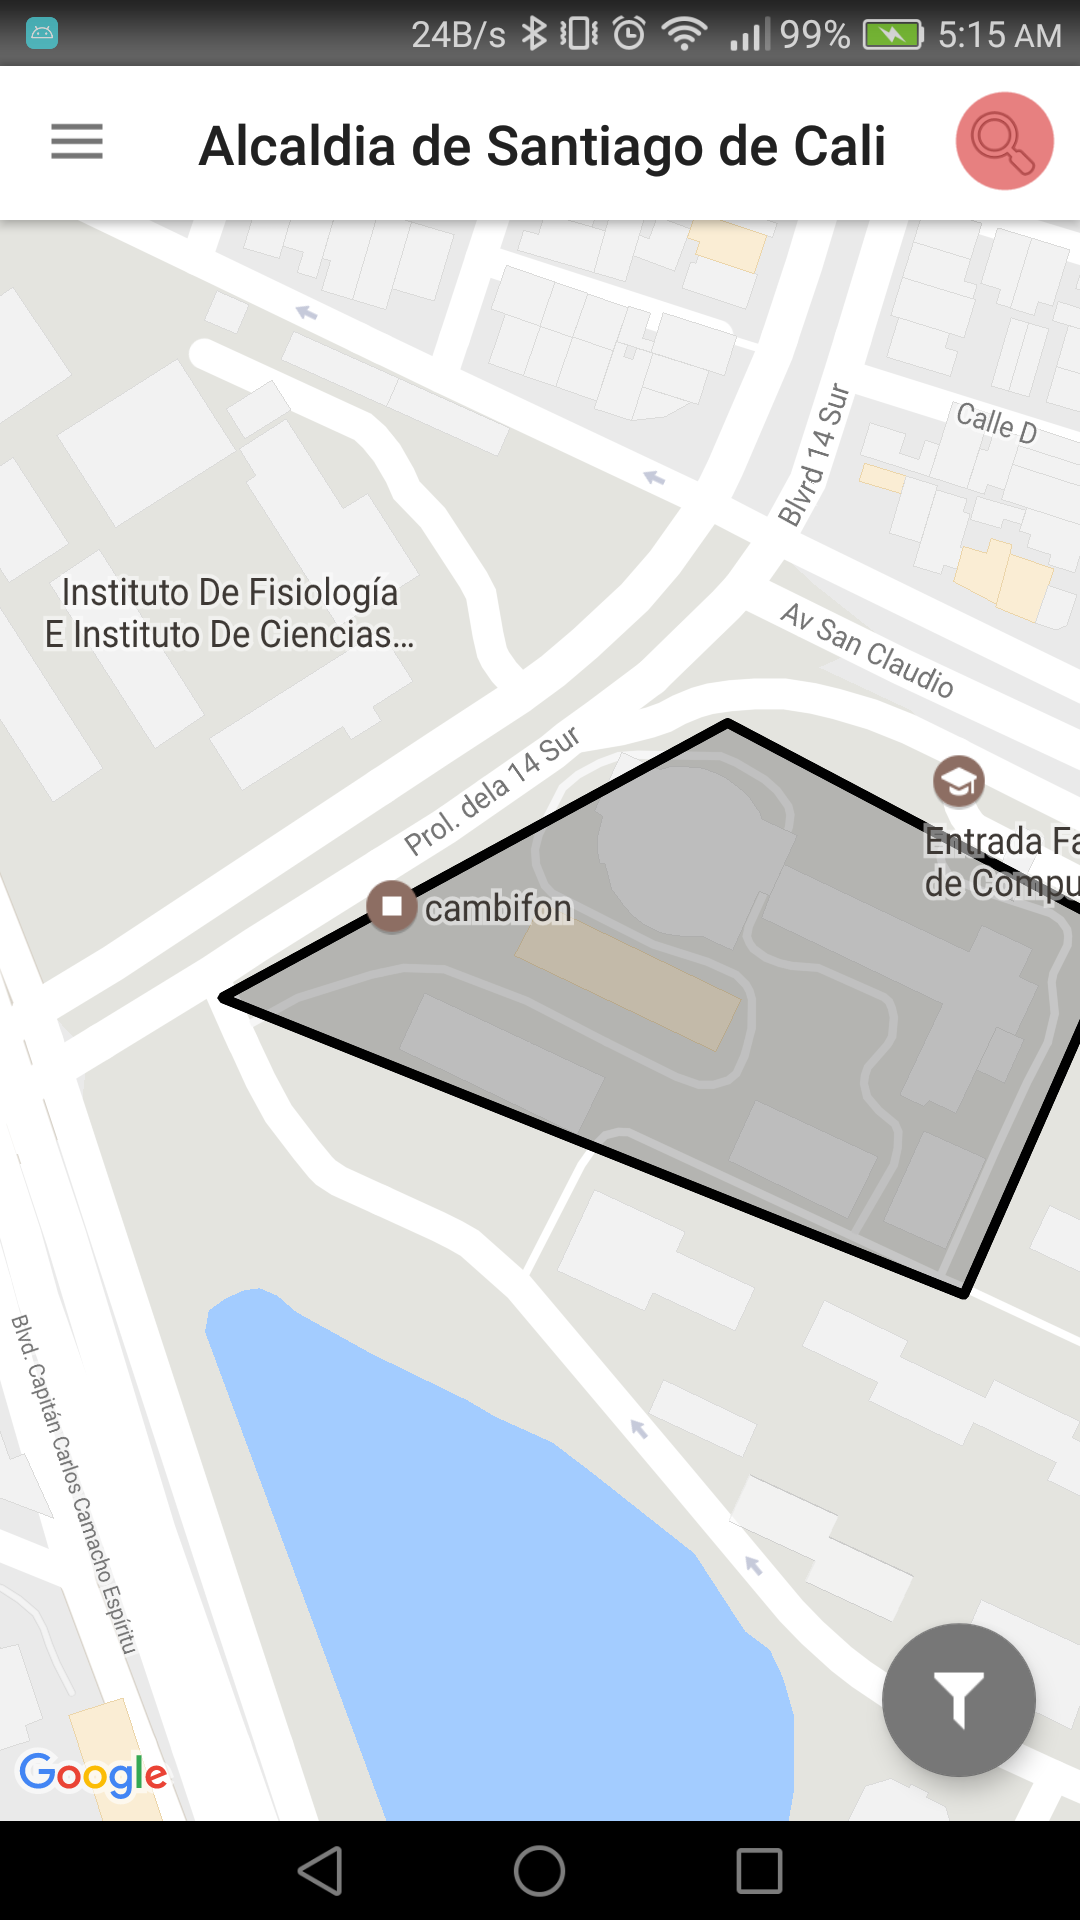 24B/s 99% 5:15 AM
Alcaldia de Santiago de Cali
Calle D
Blvrd 14 Sur
Instituto De Fisiología
E Instituto De Ciencias...
Av San Claudio
Prol. dela 14 Sur
Entrada Fa
de Compu
cambifon
Blvd. Capitán Carlos Camacho Espíritu
Google